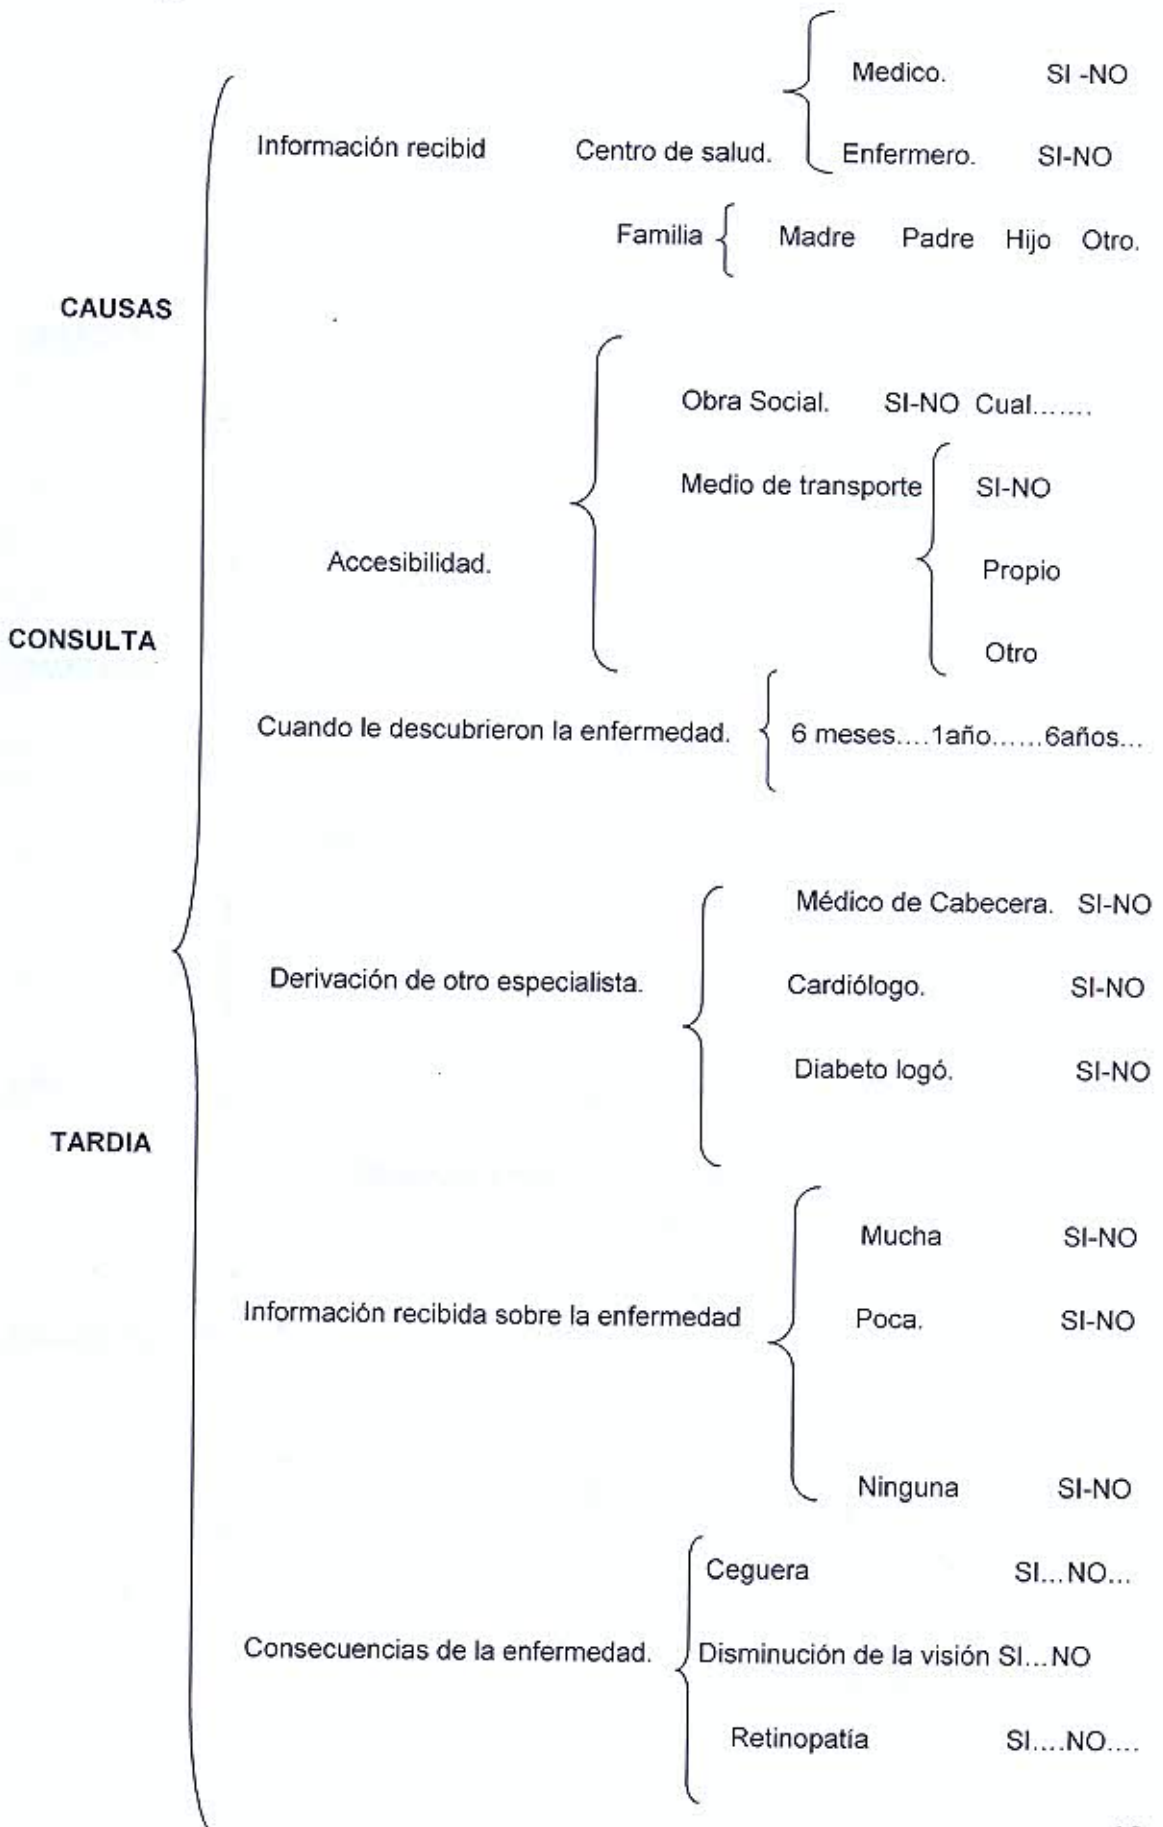 Medico. SI -NO
Información recibid Centro de salud. Enfermero. SI-NO
Familia Madre Padre Hijo Otro.
CAUSAS
Obra Social. SI-NO Cual.......
Medio de transporte SI-NO
Accesibilidad. Propio
CONSULTA Otro
Cuando le descubrieron la enfermedad. 6 meses....1año......6años...
Médico de Cabecera. SI-NO
Derivación de otro especialista. Cardiólogo. SI-NO
Diabeto logó. SI-NO
TARDIA
Mucha SI-NO
Información recibida sobre la enfermedad Poca. SI-NO
Ninguna SI-NO
Ceguera SI...NO...
Consecuencias de la enfermedad. Disminución de la visión SI...NO
Retinopatía SI....NO....